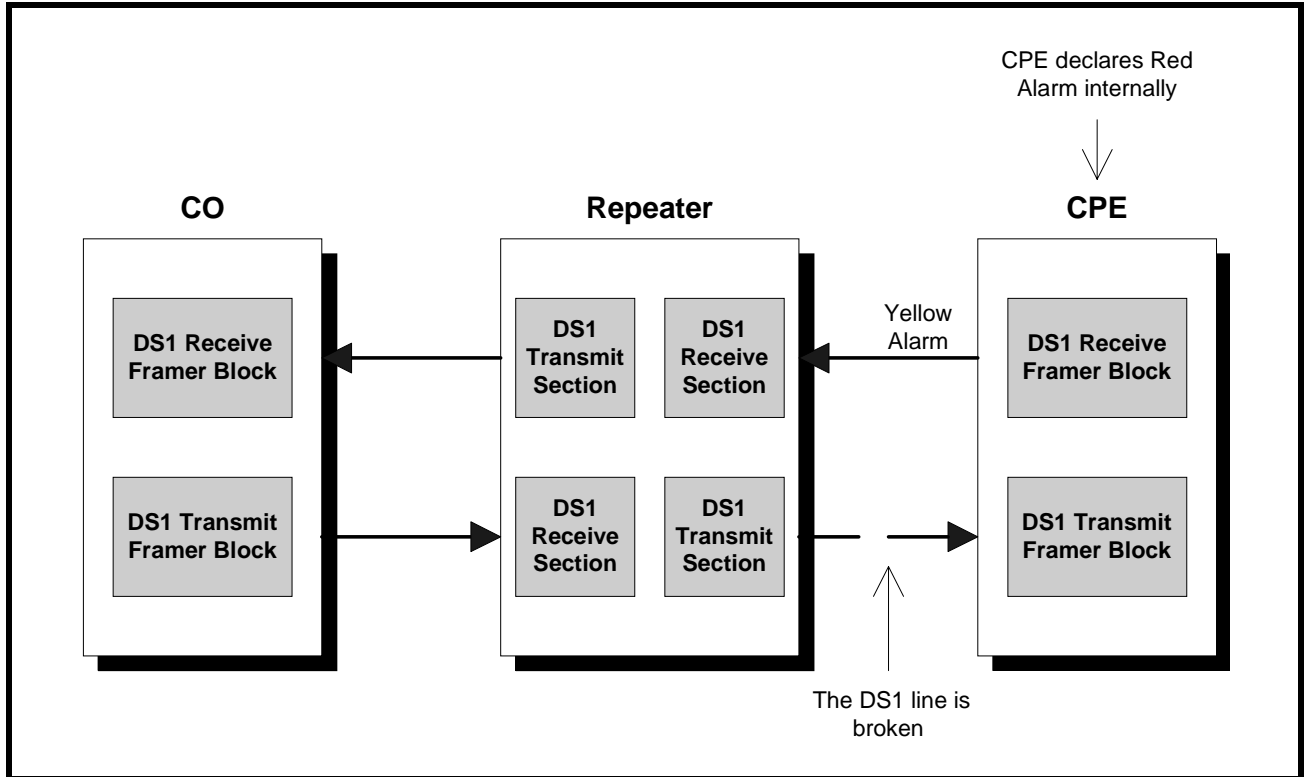 CPE declares Red
Alarm internally
CO
Repeater
CPE
DS1 Receive
Framer Block
DS1
Transmit
Section
DS1
Receive
Section
Yellow
Alarm
DS1 Receive
Framer Block
DS1 Transmit
Framer Block
DS1
Receive
Section
DS1
Transmit
Section
DS1 Transmit
Framer Block
The DS1 line is
broken